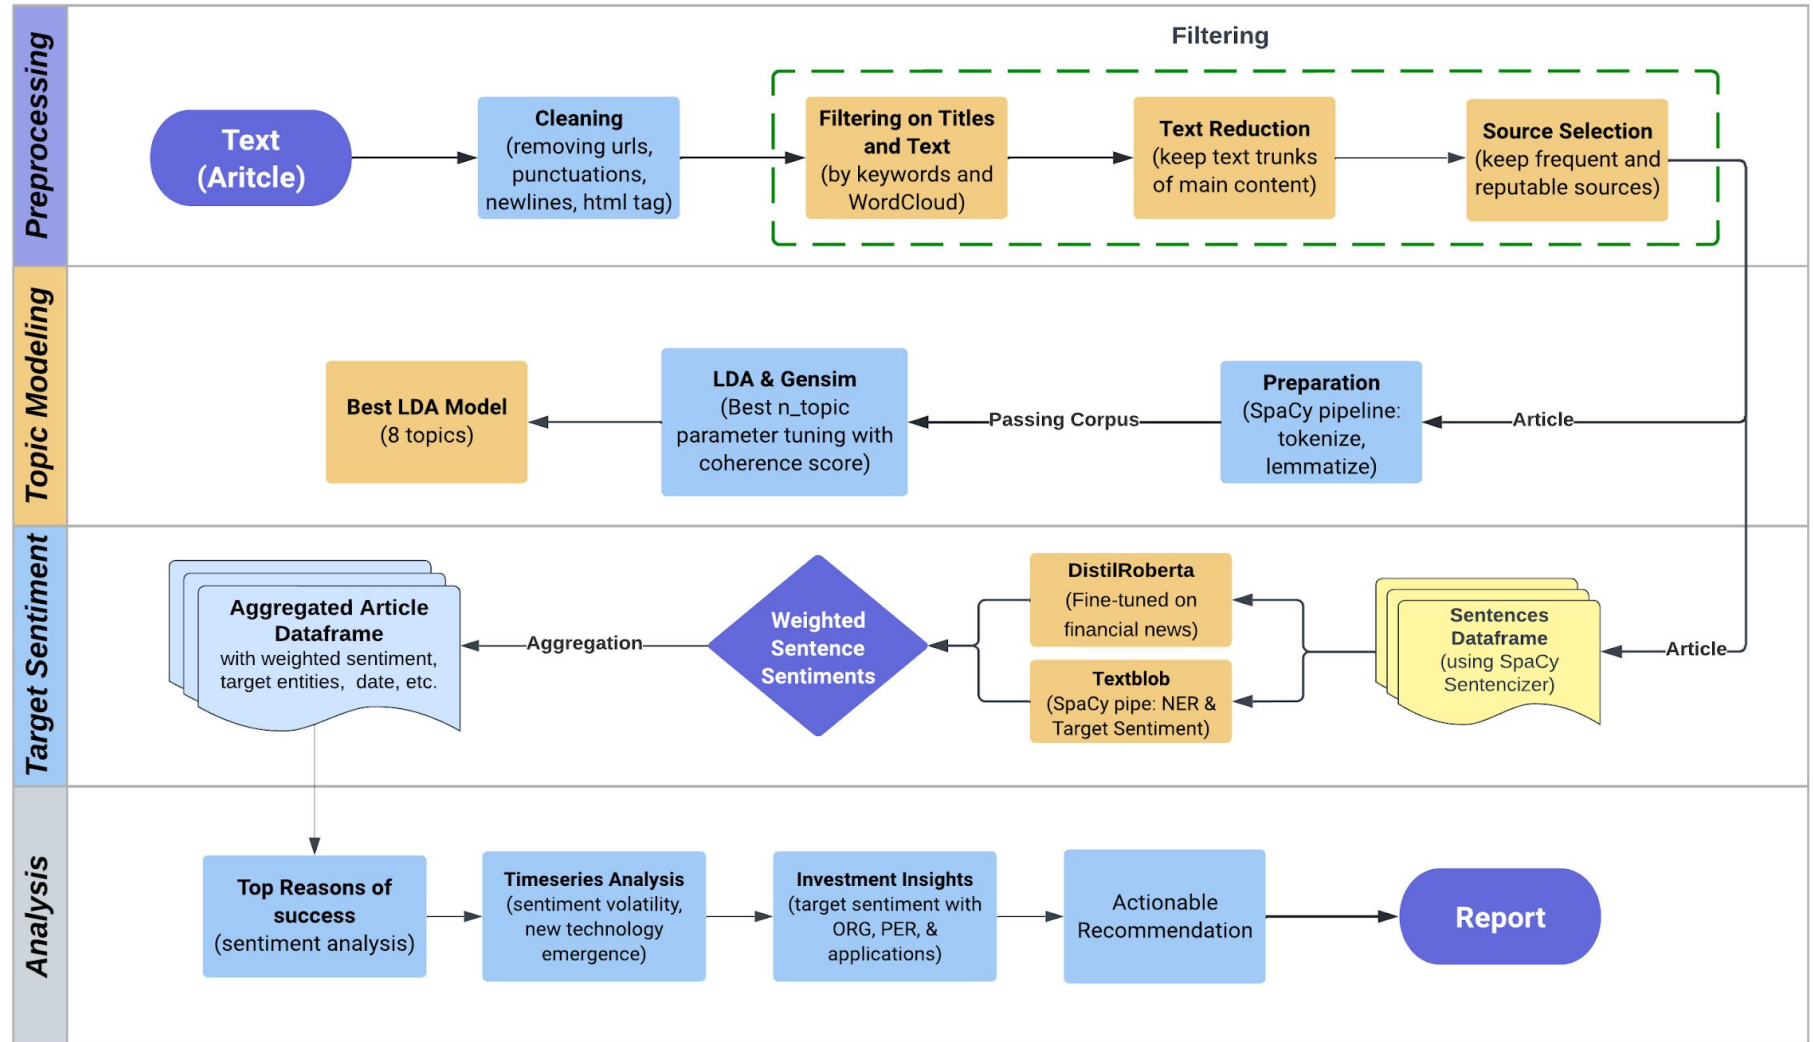 Preprocessing
Filtering
Text
(Aritcle)
Cleaning
(removing urls,
punctuations,
newlines, html tag)
Filtering on Titles
and Text
(by keywords and
WordCloud)
Text Reduction
(keep text trunks
of main content)
Source Selection
(keep frequent and
reputable sources)
Topic Modeling
Best LDA Model
(8 topics)
LDA & Gensim
(Best n_topic
parameter tuning with
coherence score)
Passing Corpus
Preparation
(SpaCy pipeline:
tokenize,
lemmatize)
Article
Target Sentiment
Aggregated Article
Dataframe
with weighted sentiment,
target entities, date, etc.
Aggregation
Weighted
Sentence
Sentiments
DistilRoberta
(Fine-tuned on
financial news)
Textblob
(SpaCy pipe: NER &
Target Sentiment)
Sentences
Dataframe
(using SpaCy
Sentencizer)
Article
Analysis
Top Reasons of
success
(sentiment analysis)
Timeseries Analysis
(sentiment volatility,
new technology
emergence)
Investment Insights
(target sentiment with
ORG, PER, &
applications)
Actionable
Recommendation
Report